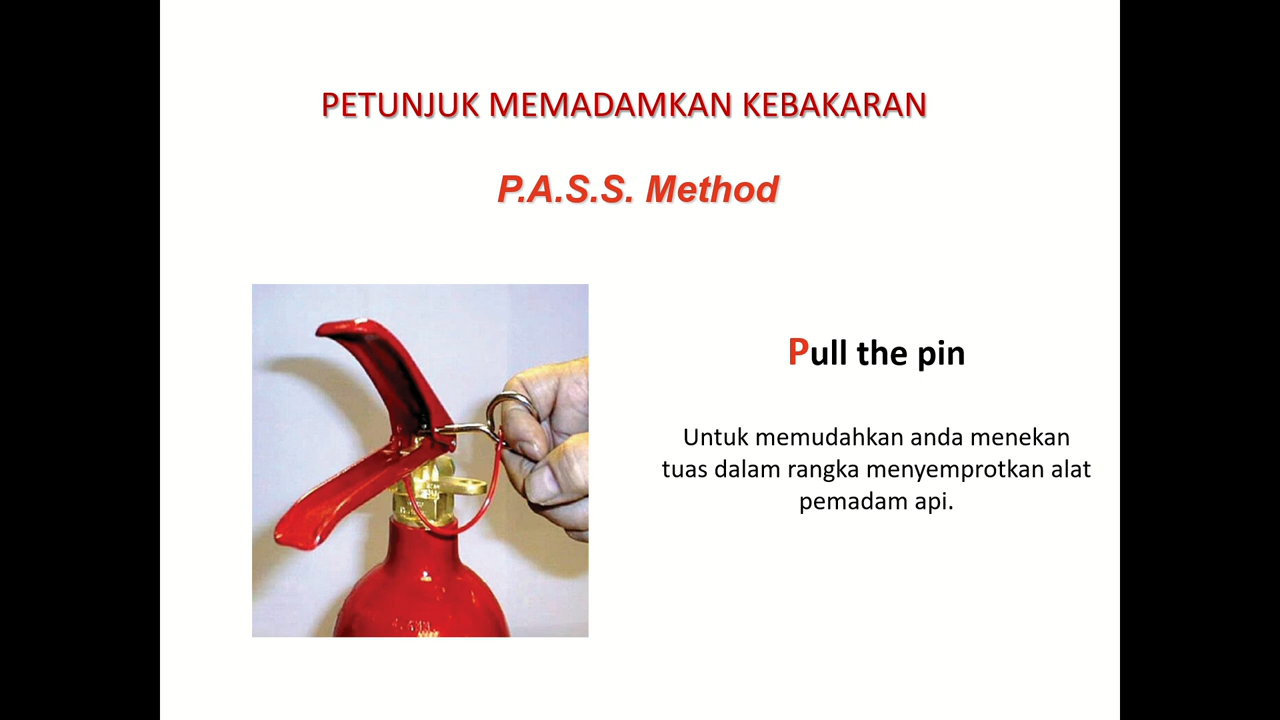 PETUNJUK MEMADAMKAN KEBAKARAN
P.A.S.S. Method
Pull the pin
Untuk memudahkan anda menekan
tuas dalam rangka menyemprotkan alat
pemadam api.